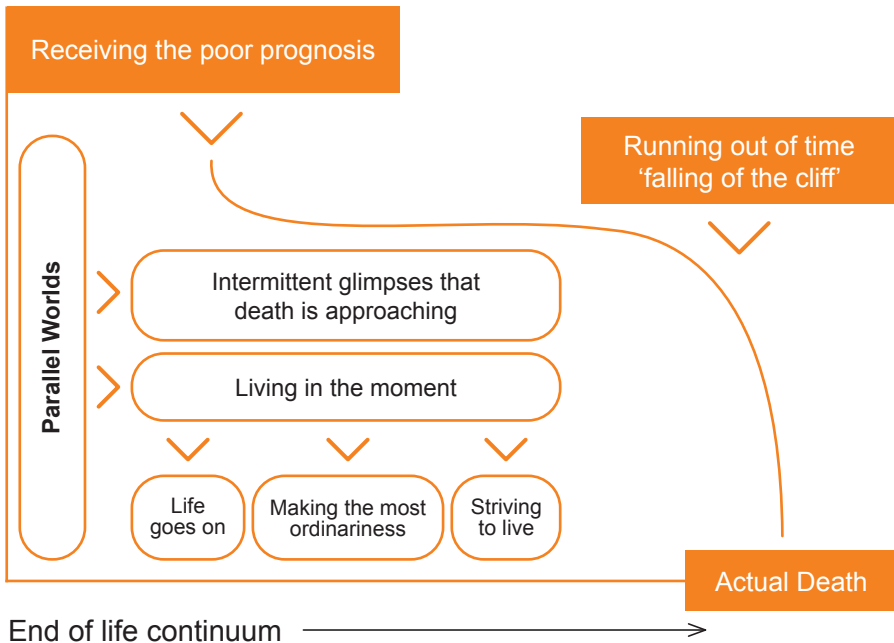 Receiving the poor prognosis
Running out of time
‘falling of the cliff’
Parallel Worlds
Intermittent glimpses that
death is approaching
Living in the moment
Life
goes on
Making the most
ordinariness
Striving
to live
Actual Death
End of life continuum